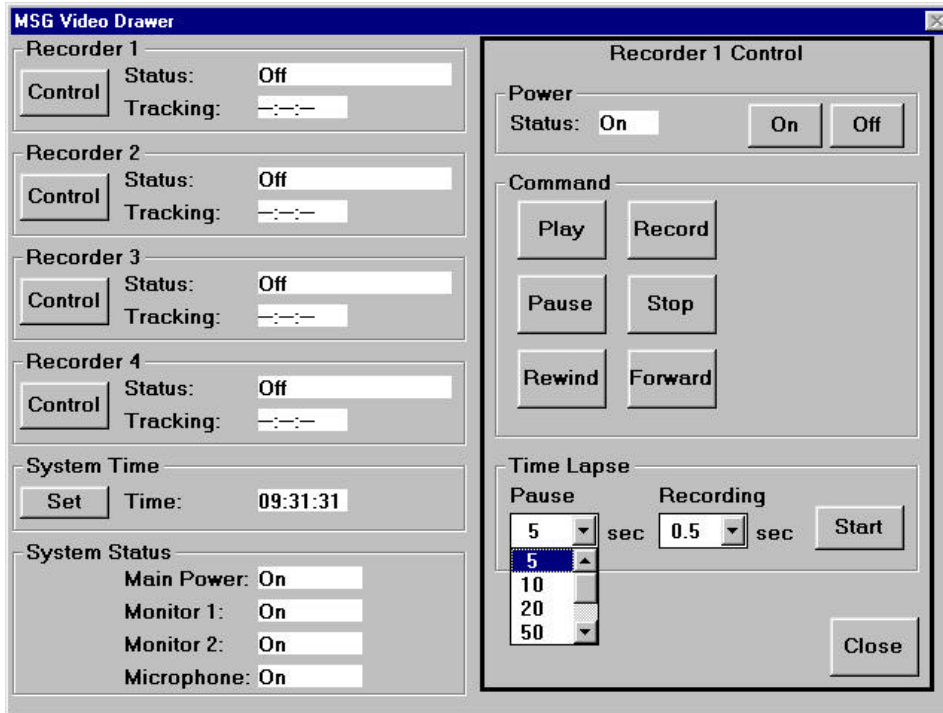 MSG Video Drawer
Recorder 1
Control
Status: Off
Tracking: –:–:–
Recorder 2
Control
Status: Off
Tracking: –:–:–
Recorder 3
Control
Status: Off
Tracking: –:–:–
Recorder 4
Control
Status: Off
Tracking: –:–:–
System Time
Set Time: 09:31:31
System Status
Main Power: On
Monitor 1: On
Monitor 2: On
Microphone: On
Recorder 1 Control
Power
Status: On On Off
Command
Play Record
Pause Stop
Rewind Forward
Time Lapse
Pause Recording
5 sec 0.5 sec Start
5
10
20
50
Close